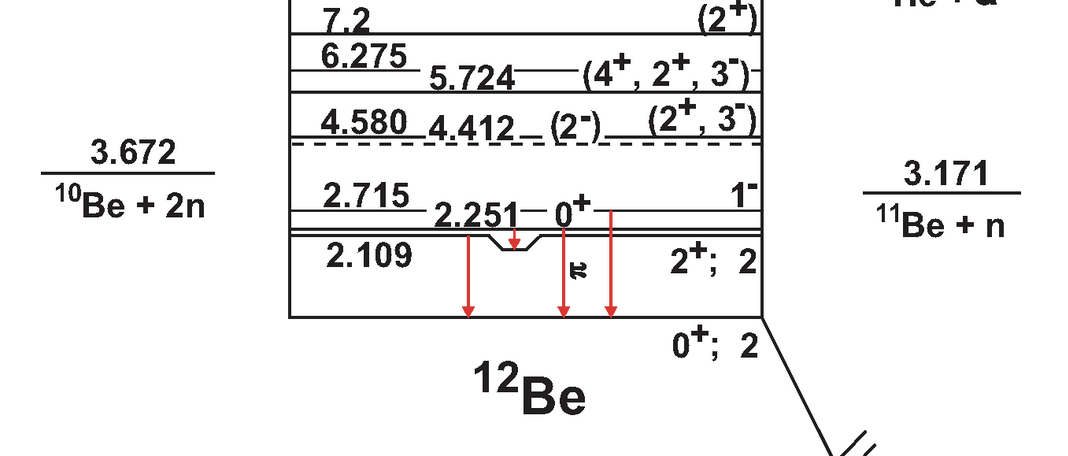 7.2 (2⁺)
6.275
5.724 (4⁺, 2⁺, 3⁻)
4.580 4.412 (2⁻) (2⁺, 3⁻)
3.672
¹⁰Be + 2n
3.171
¹¹Be + n
2.715 1⁻
2.251 0⁺
2.109 2⁺; 2
π
0⁺; 2
¹²Be